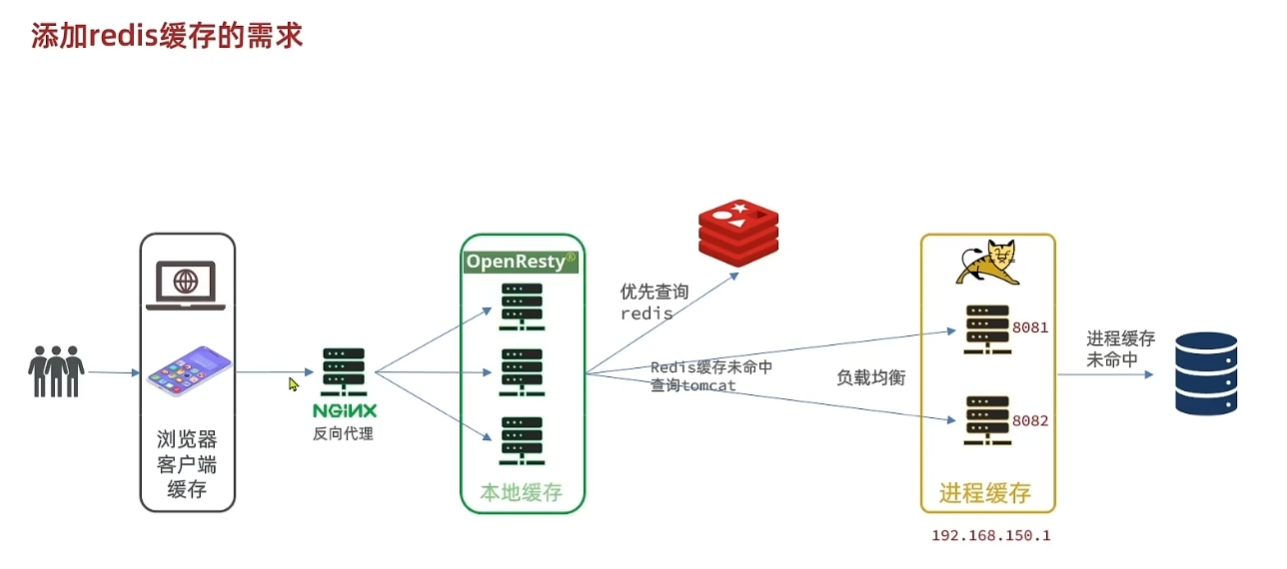 添加redis缓存的需求
OpenResty®
优先查询
redis
8081
进程缓存
未命中
Redis缓存未命中
查询tomcat
负载均衡
NGiNX
反向代理
8082
浏览器
客户端
缓存
本地缓存
进程缓存
192.168.150.1